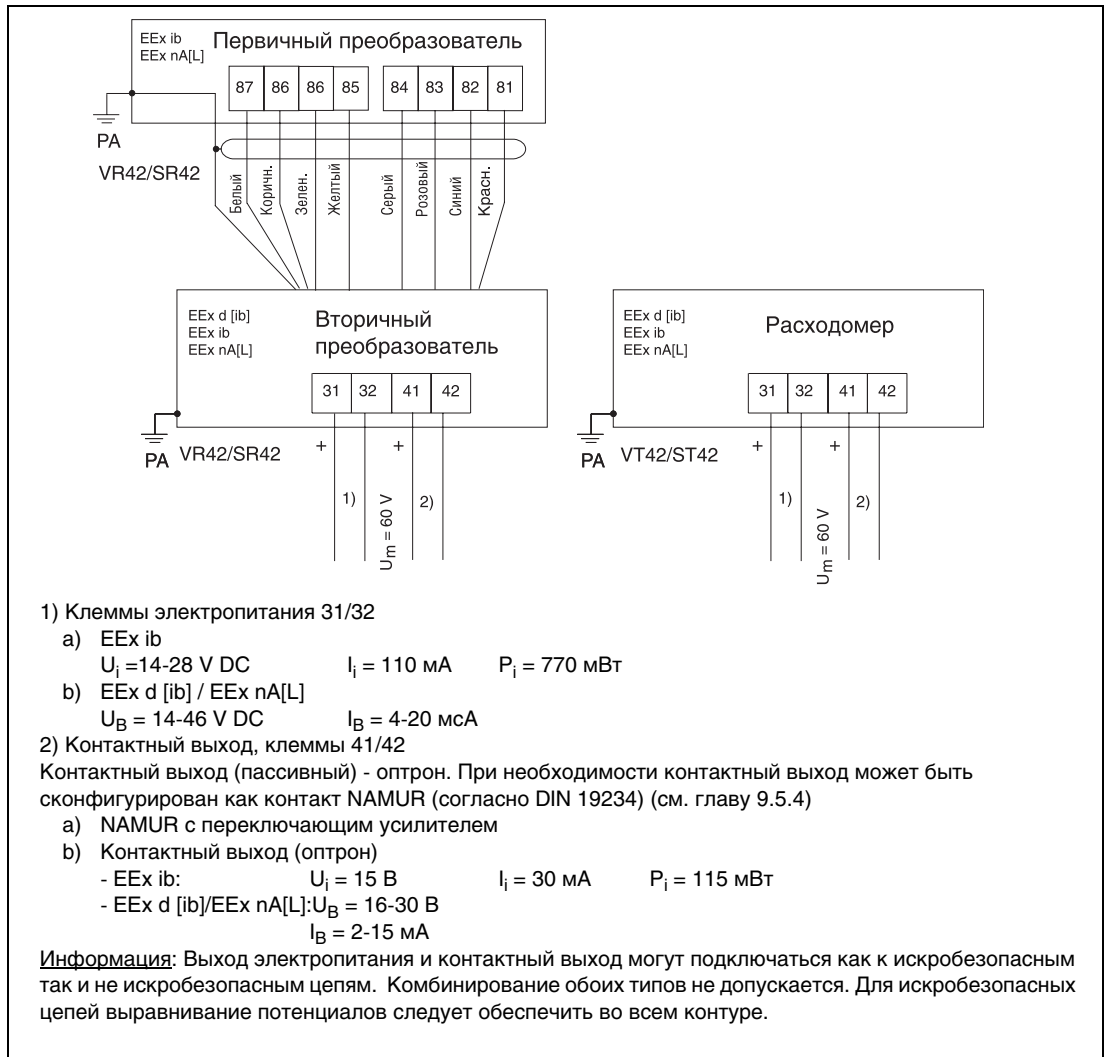 EEx ib
EEx nA[L]
Первичный преобразователь
87 86 86 85 84 83 82 81
PA
VR42/SR42
Белый
Коричн.
Зелен.
Желтый
Серый
Розовый
Синий
Красн.
EEx d [ib]
EEx ib
EEx nA[L]
Вторичный
преобразователь
31 32 41 42
PA
VR42/SR42
+ +
1)
Um = 60 V
2)
EEx d [ib]
EEx ib
EEx nA[L]
Расходомер
31 32 41 42
PA
VT42/ST42
+ +
1)
Um = 60 V
2)
1) Клеммы электропитания 31/32
a) EEx ib
Ui =14-28 V DC Ii = 110 мА Pi = 770 мВт
b) EEx d [ib] / EEx nA[L]
UB = 14-46 V DC IB = 4-20 мсА
2) Контактный выход, клеммы 41/42
Контактный выход (пассивный) - оптрон. При необходимости контактный выход может быть
сконфигурирован как контакт NAMUR (согласно DIN 19234) (см. главу 9.5.4)
a) NAMUR с переключающим усилителем
b) Контактный выход (оптрон)
- EEx ib: Ui = 15 В Ii = 30 мА Pi = 115 мВт
- EEx d [ib]/EEx nA[L]:UB = 16-30 В
IB = 2-15 мА
Информация: Выход электропитания и контактный выход могут подключаться как к искробезопасным
так и не искробезопасным цепям. Комбинирование обоих типов не допускается. Для искробезопасных
цепей выравнивание потенциалов следует обеспечить во всем контуре.